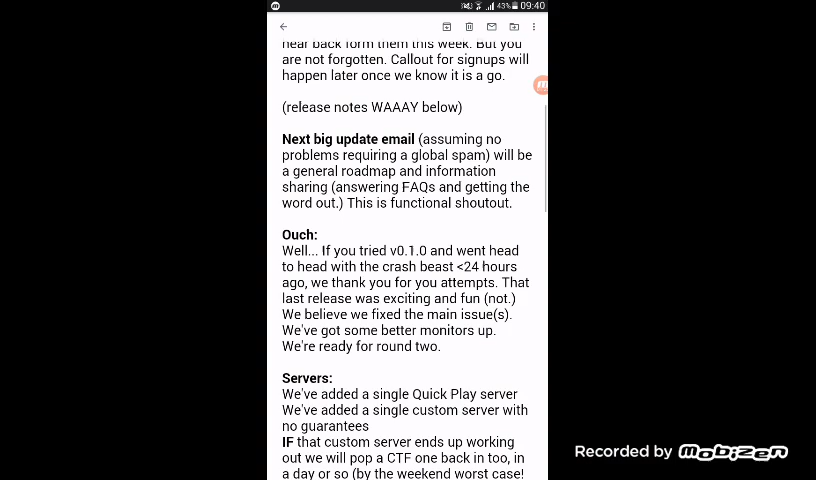 43% 09:40
hear back form them this week. But you
are not forgotten. Callout for signups will
happen later once we know it is a go.
(release notes WAAAY below)
Next big update email (assuming no
problems requiring a global spam) will be
a general roadmap and information
sharing (answering FAQs and getting the
word out.) This is functional shoutout.
Ouch:
Well... If you tried v0.1.0 and went head
to head with the crash beast <24 hours
ago, we thank you for you attempts. That
last release was exciting and fun (not.)
We believe we fixed the main issue(s).
We've got some better monitors up.
We're ready for round two.
Servers:
We've added a single Quick Play server
We've added a single custom server with
no guarantees
IF that custom server ends up working
out we will pop a CTF one back in too, in
a day or so (by the weekend worst case!
Recorded by mobizen